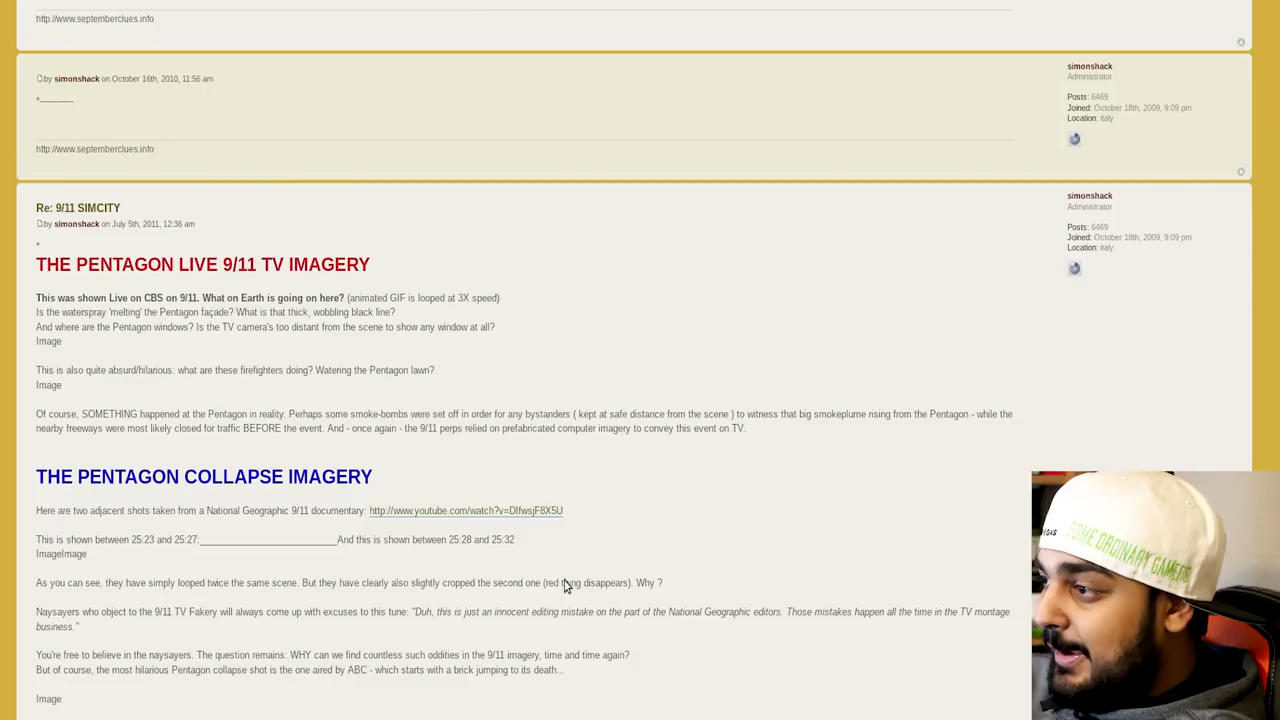 http://www.septemberclues.info
simonshack
Administrator
by simonshack on October 16th, 2010, 11:56 am
Posts: 6469
*------------
Joined: October 18th, 2009, 9:09 pm
Location: italy
http://www.septemberclues.info
simonshack
Administrator
Re: 9/11 SIMCITY
by simonshack on July 5th, 2011, 12:36 am
Posts: 6469
Joined: October 18th, 2009, 9:09 pm
Location: italy
*
THE PENTAGON LIVE 9/11 TV IMAGERY
This was shown Live on CBS on 9/11. What on Earth is going on here? (animated GIF is looped at 3X speed)
Is the waterspray 'melting' the Pentagon façade? What is that thick, wobbling black line?
And where are the Pentagon windows? Is the TV camera's too distant from the scene to show any window at all?
Image
This is also quite absurd/hilarious: what are these firefighters doing? Watering the Pentagon lawn?
Image
Of course, SOMETHING happened at the Pentagon in reality. Perhaps some smoke-bombs were set off in order for any bystanders ( kept at safe distance from the scene ) to witness that big smokeplume rising from the Pentagon - while the
nearby freeways were most likely closed for traffic BEFORE the event. And - once again - the 9/11 perps relied on prefabricated computer imagery to convey this event on TV.
THE PENTAGON COLLAPSE IMAGERY
Here are two adjacent shots taken from a National Geographic 9/11 documentary: http://www.youtube.com/watch?v=DIfwsjF8X5U
This is shown between 25:23 and 25:27:_________________________And this is shown between 25:28 and 25:32
ImageImage
As you can see, they have simply looped twice the same scene. But they have clearly also slightly cropped the second one (red thing disappears). Why ?
Naysayers who object to the 9/11 TV Fakery will always come up with excuses to this tune: "Duh, this is just an innocent editing mistake on the part of the National Geographic editors. Those mistakes happen all the time in the TV montage
business."
You're free to believe in the naysayers. The question remains: WHY can we find countless such oddities in the 9/11 imagery, time and time again?
But of course, the most hilarious Pentagon collapse shot is the one aired by ABC - which starts with a brick jumping to its death...
Image
SOME ORDINARY GAMERS